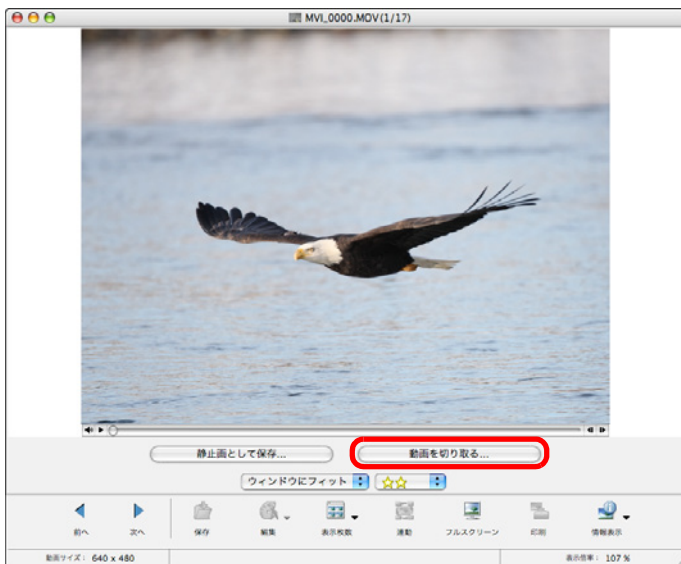 MVI_0000.MOV(1/17)
静止画として保存... 動画を切り取る...
ウィンドウにフィット ☆☆
前へ 次へ 保存 編集 表示枚数 連動 フルスクリーン 印刷 情報表示
動画サイズ： 640 x 480 表示倍率： 107 %